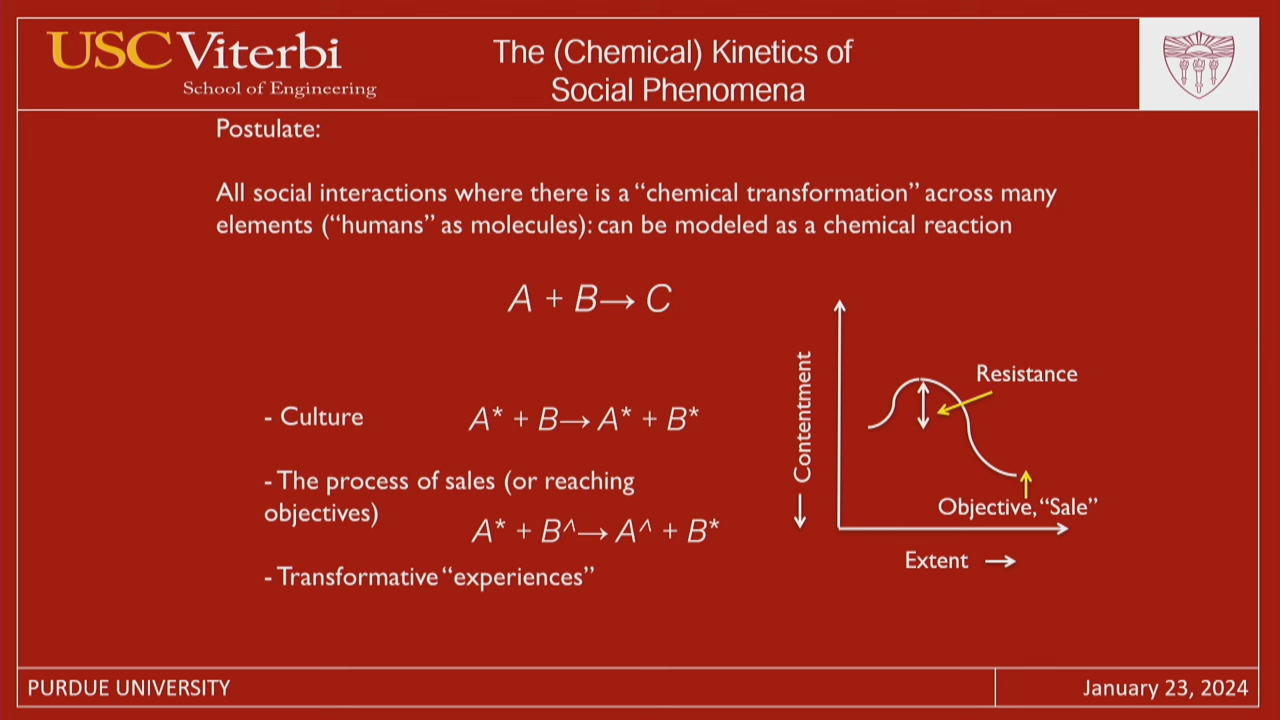 USC Viterbi
School of Engineering
The (Chemical) Kinetics of
Social Phenomena
Postulate:
All social interactions where there is a “chemical transformation” across many
elements (“humans” as molecules): can be modeled as a chemical reaction
A + B→ C
- Culture
A* + B→ A* + B*
- The process of sales (or reaching
objectives)
A* + B^→ A^ + B*
- Transformative “experiences”
← Contentment
Resistance
Objective, “Sale”
Extent →
PURDUE UNIVERSITY
January 23, 2024